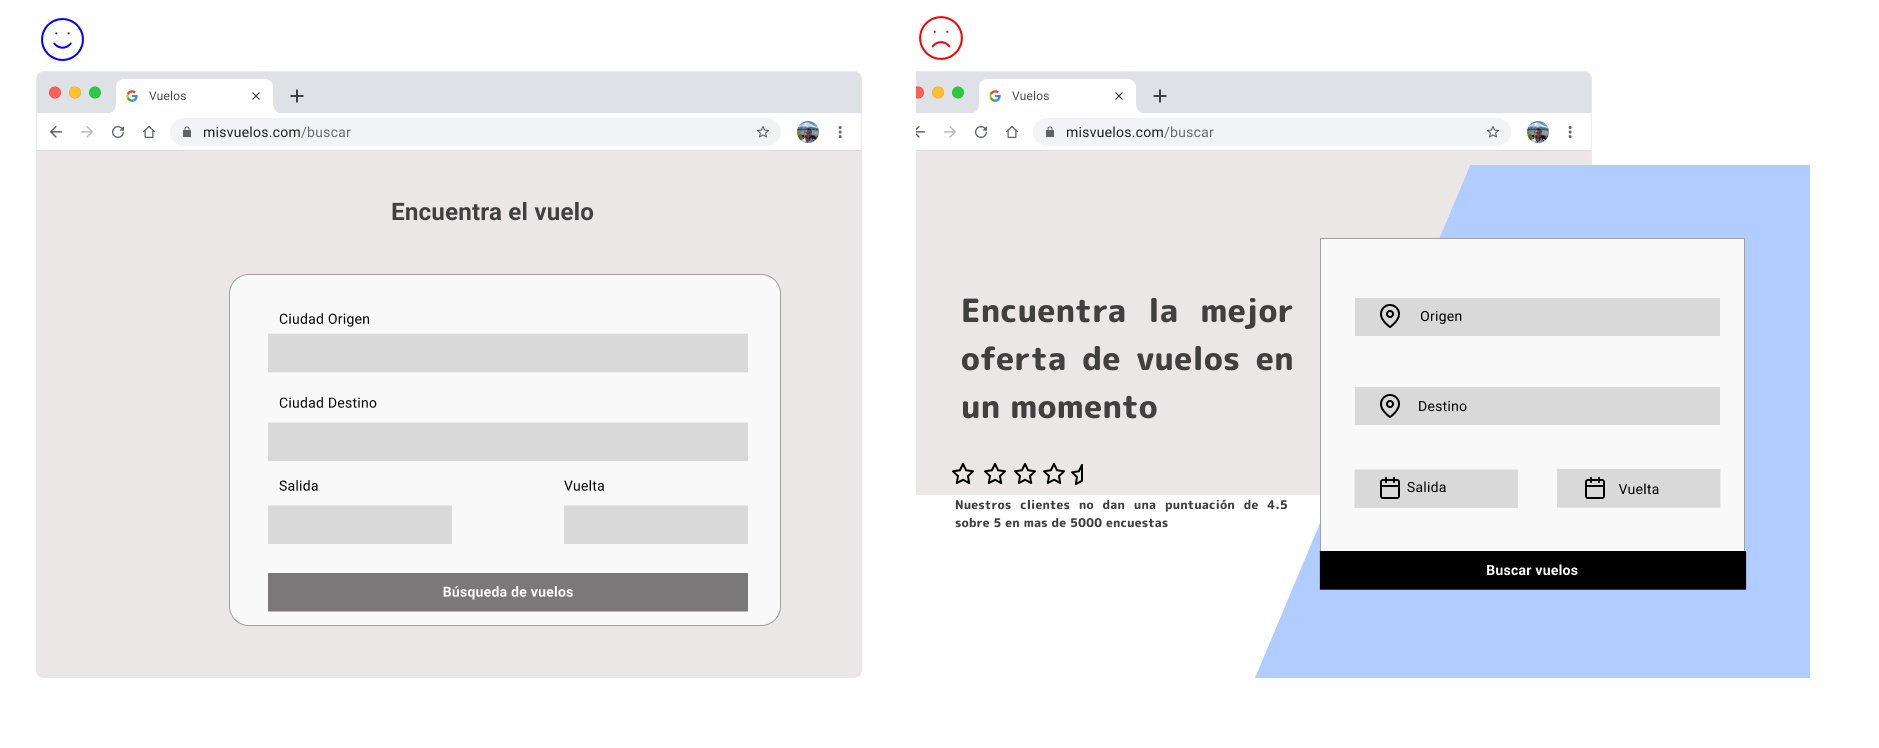 Vuelos
misvuelos.com/buscar
Encuentra el vuelo
Ciudad Origen
Ciudad Destino
Salida
Vuelta
Búsqueda de vuelos
Vuelos
misvuelos.com/buscar
Encuentra la mejor
oferta de vuelos en
un momento
Nuestros clientes no dan una puntuación de 4.5
sobre 5 en mas de 5000 encuestas
Origen
Destino
Salida
Vuelta
Buscar vuelos